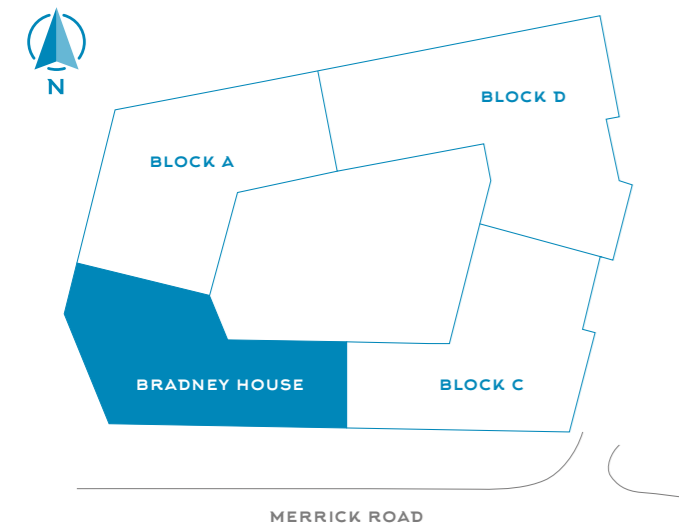 N
BLOCK D
BLOCK A
BRADNEY HOUSE
BLOCK C
MERRICK ROAD